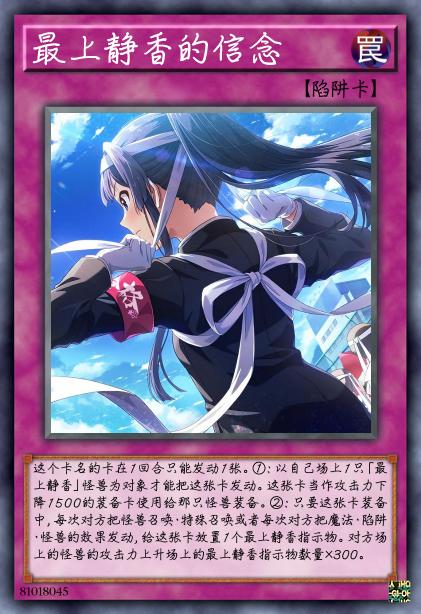 最上静香的信念
罠
【陷阱卡】
这个卡名的卡在1回合只能发动1张。①：以自己场上1只「最
上静香」怪兽为对象才能把这张卡发动。这张卡当作攻击力下
降1500的装备卡使用给那只怪兽装备。②：只要这张卡装备
中，每次对方把怪兽召唤·特殊召唤或者每次对方把魔法·陷阱
·怪兽的效果发动，给这张卡放置1个最上静香指示物。对方场
上的怪兽的攻击力上升场上的最上静香指示物数量×300。
81018045